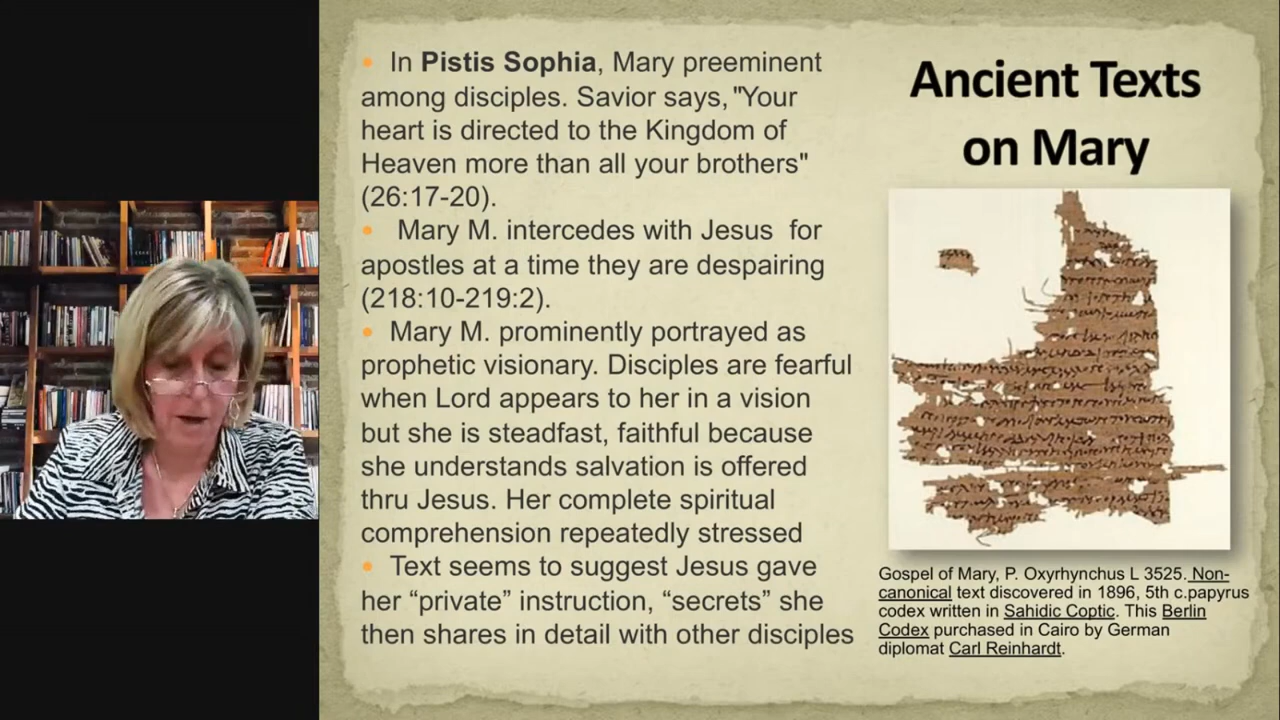 • In Pistis Sophia, Mary preeminent
among disciples. Savior says, "Your
heart is directed to the Kingdom of
Heaven more than all your brothers"
(26:17-20).
• Mary M. intercedes with Jesus for
apostles at a time they are despairing
(218:10-219:2).
• Mary M. prominently portrayed as
prophetic visionary. Disciples are fearful
when Lord appears to her in a vision
but she is steadfast, faithful because
she understands salvation is offered
thru Jesus. Her complete spiritual
comprehension repeatedly stressed
• Text seems to suggest Jesus gave
her “private” instruction, “secrets” she
then shares in detail with other disciples
Ancient Texts
on Mary
Gospel of Mary, P. Oxyrhynchus L 3525. Non-
canonical text discovered in 1896, 5th c.papyrus
codex written in Sahidic Coptic. This Berlin
Codex purchased in Cairo by German
diplomat Carl Reinhardt.